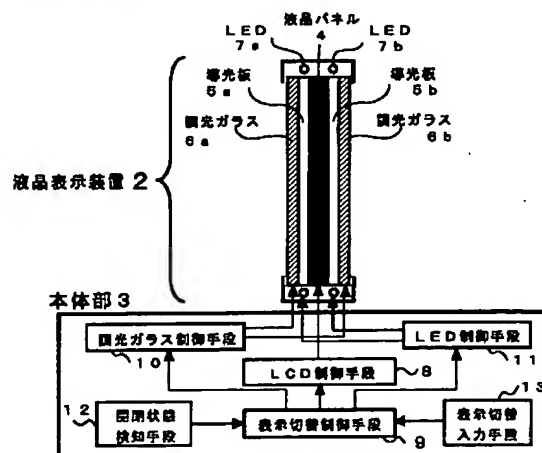 液晶パネル
4
LED
7a
LED
7b
導光板
5a
導光板
5b
調光ガラス
6a
調光ガラス
6b
液晶表示装置2
本体部3
調光ガラス制御手段
10
LED制御手段
11
LCD制御手段
8
12
開閉状態
検知手段
表示切替制御手段
9
13
表示切替
入力手段